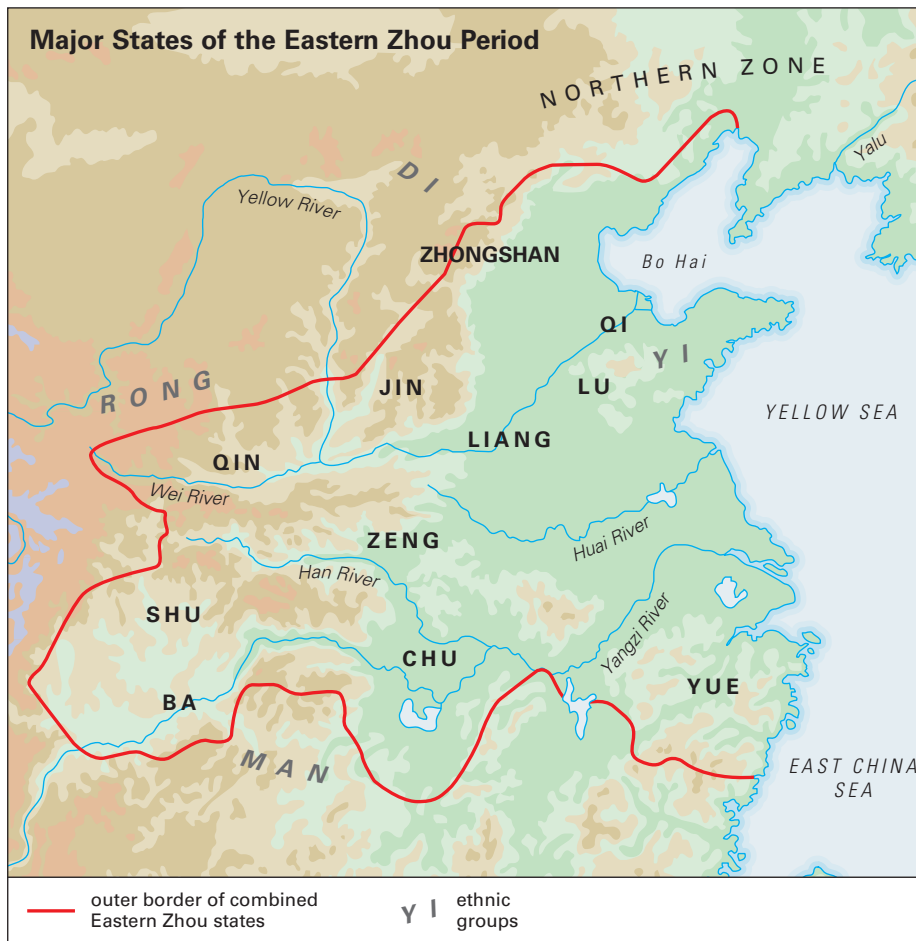 Major States of the Eastern Zhou Period
NORTHERN ZONE
Yalu
DI
Yellow River
ZHONGSHAN
Bo Hai
QI
YI
RONG
JIN
LU
YELLOW SEA
LIANG
QIN
Wei River
ZENG
Huai River
Han River
SHU
Yangzi River
CHU
YUE
BA
MAN
EAST CHINA
SEA
outer border of combined
Eastern Zhou states
YI
ethnic
groups